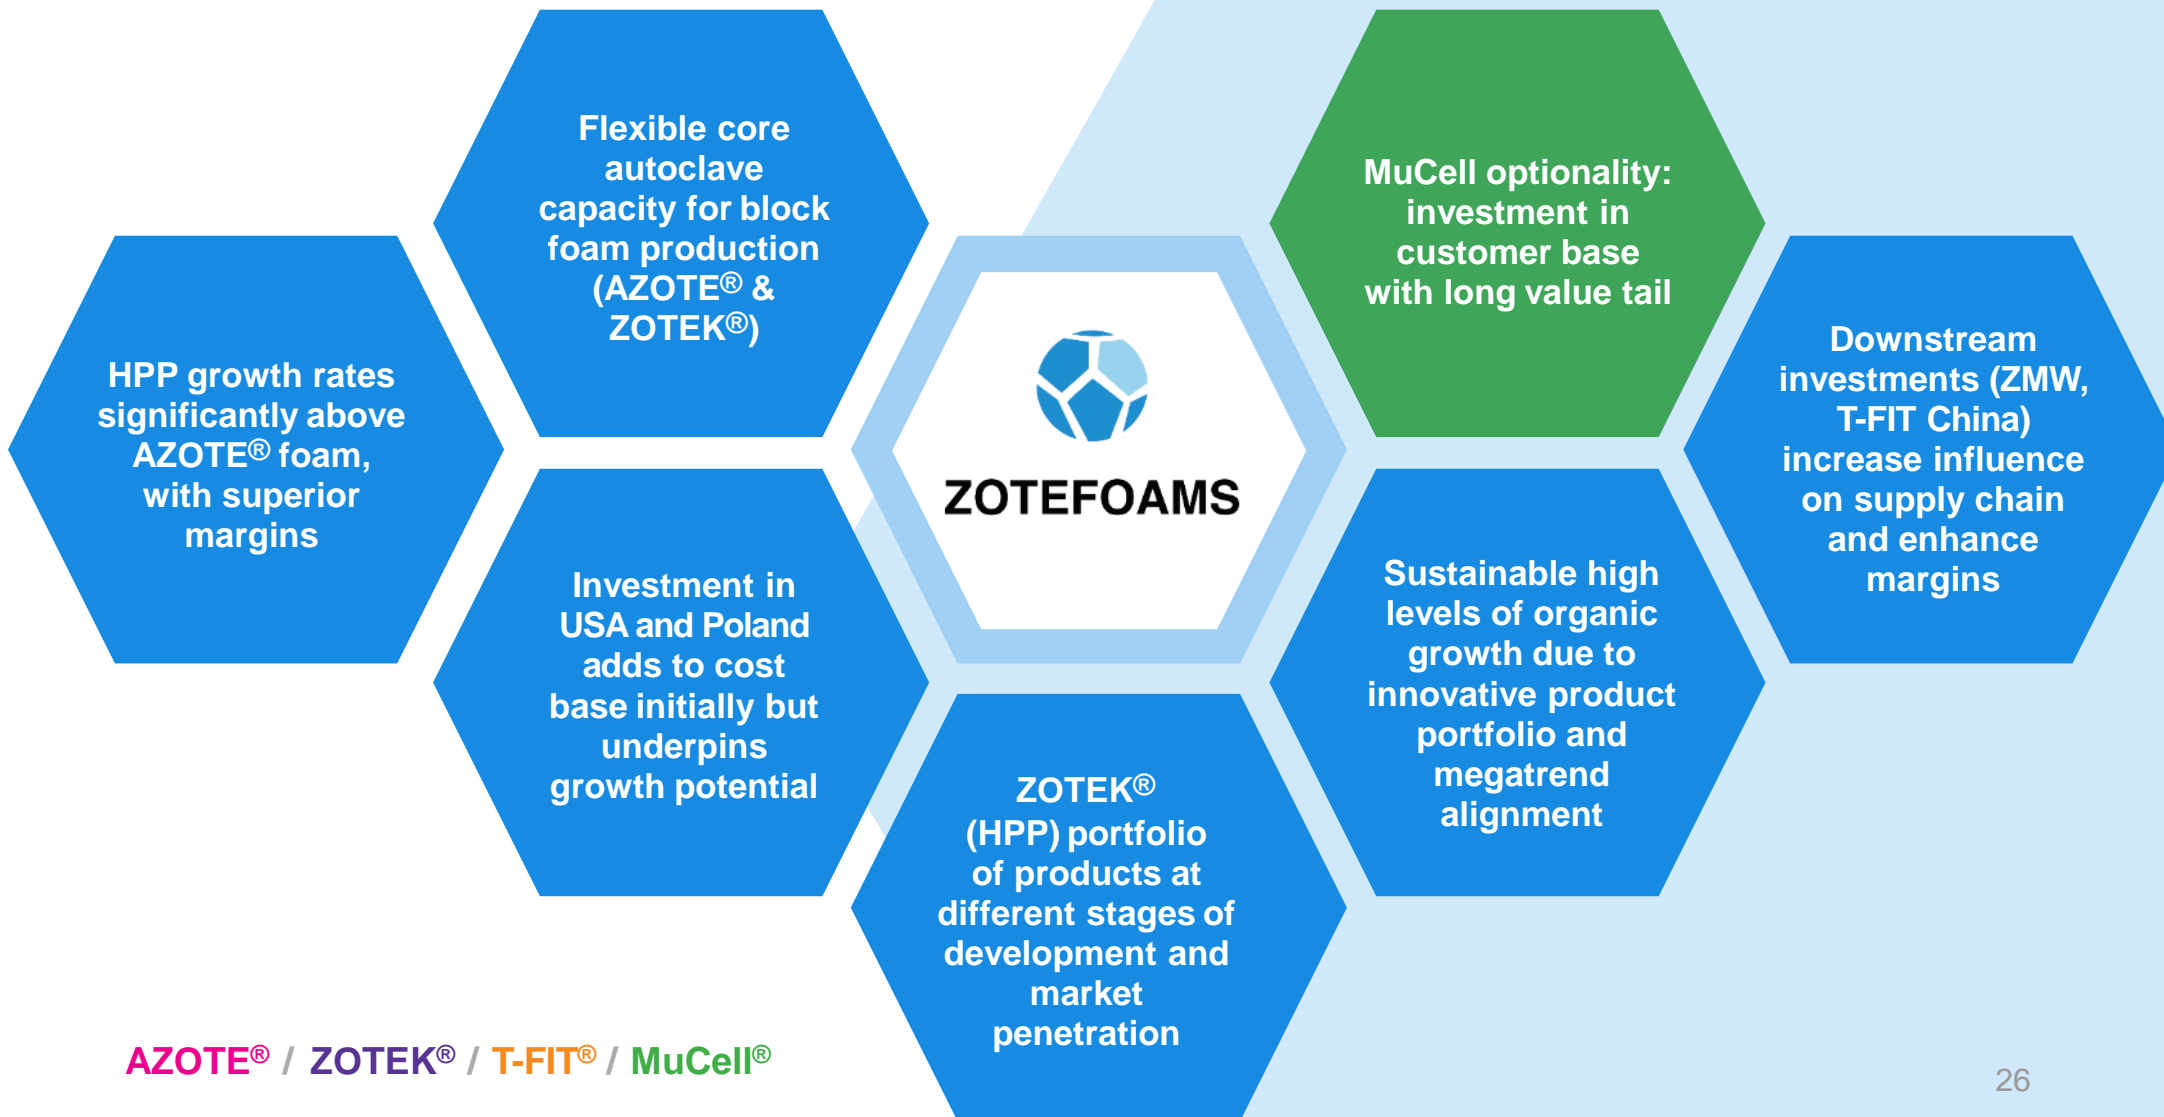 Flexible core
autoclave
capacity for block
foam production
(AZOTE® &
ZOTEK®)
MuCell optionality:
investment in
customer base
with long value tail
HPP growth rates
significantly above
AZOTE® foam,
with superior
margins
ZOTEFOAMS
Downstream
investments (ZMW,
T-FIT China)
increase influence
on supply chain
and enhance
margins
Investment in
USA and Poland
adds to cost
base initially but
underpins
growth potential
Sustainable high
levels of organic
growth due to
innovative product
portfolio and
megatrend
alignment
ZOTEK®
(HPP) portfolio
of products at
different stages of
development and
market
penetration
AZOTE® / ZOTEK® / T-FIT® / MuCell®
26